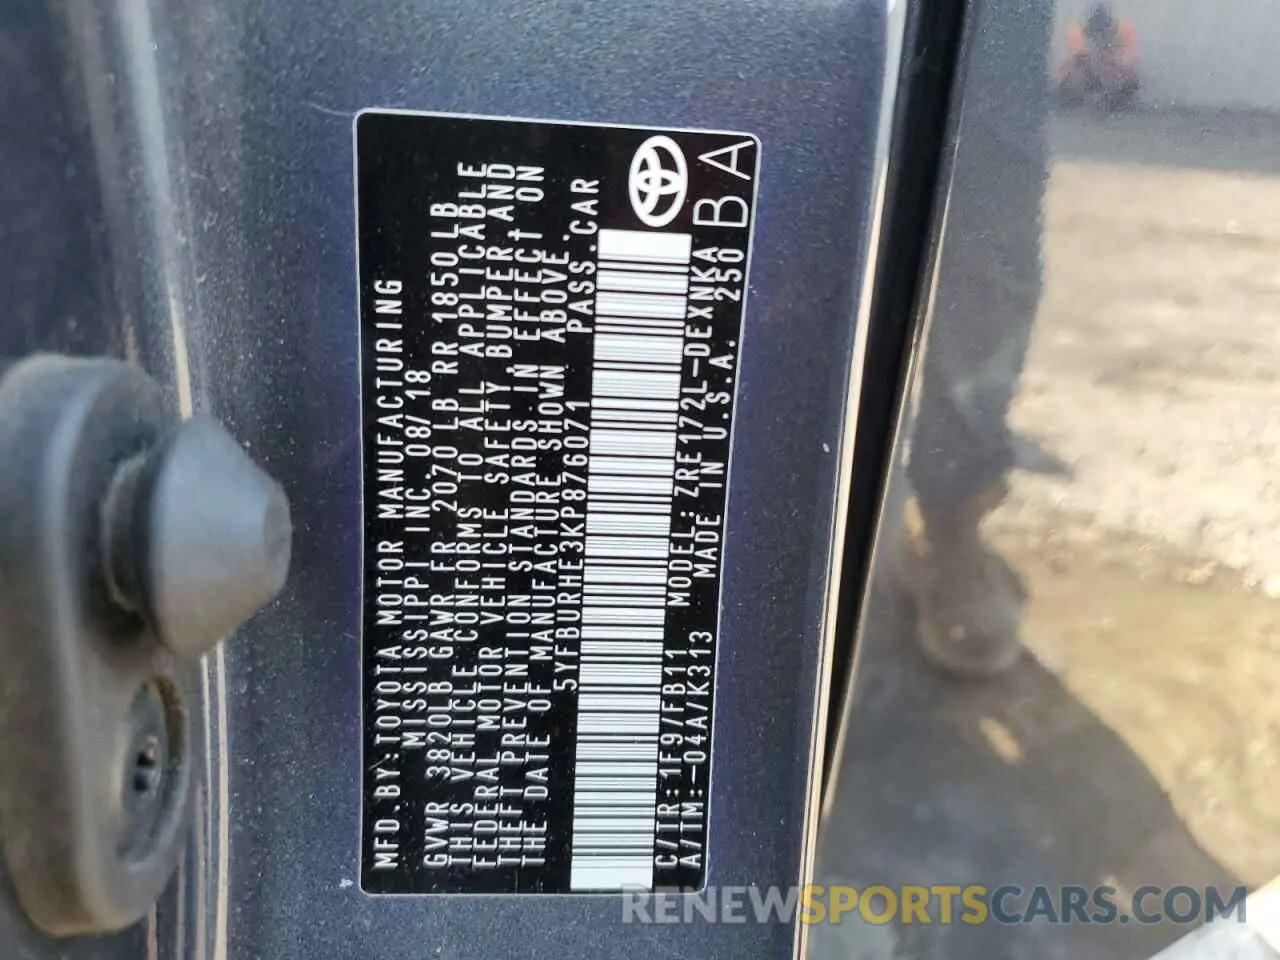 MFD.BY:TOYOTA MOTOR MANUFACTURING
MISSISSIPPI INC. 08/18
GVWR 3820LB GAWR FR 2070LB RR 1850LB
THIS VEHICLE CONFORMS TO ALL APPLICABLE
FEDERAL MOTOR VEHICLE SAFETY, BUMPER, AND
THEFT PREVENTION STANDARDS IN EFFECT ON
THE DATE OF MANUFACTURE SHOWN ABOVE.
5YFBURHE3KP876071 PASS.CAR
C/TR:1F9/FB11 MODEL:ZRE172L-DEXNKA
A/TM:-04A/K313 MADE IN U.S.A. 250
BA
RENEWSPORTSCARS.COM